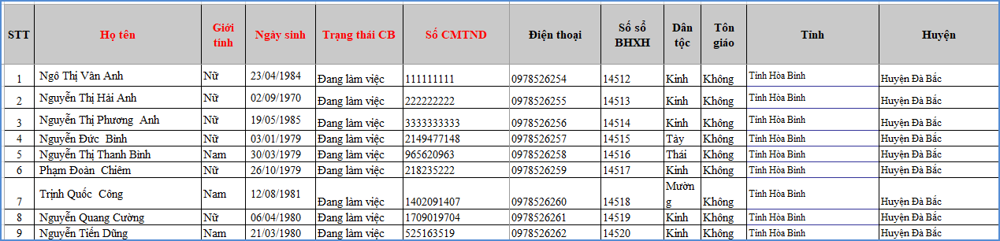 STT Họ tên Giới tính Ngày sinh Trạng thái CB Số CMTND Điện thoại Số sổ BHXH Dân tộc Tôn giáo Tỉnh Huyện
1 Ngô Thị Vân Anh Nữ 23/04/1984 Đang làm việc 111111111 0978526254 14512 Kinh Không Tỉnh Hòa Bình Huyện Đà Bắc
2 Nguyễn Thị Hải Anh Nữ 02/09/1970 Đang làm việc 222222222 0978526255 14513 Kinh Không Tỉnh Hòa Bình Huyện Đà Bắc
3 Nguyễn Thị Phương Anh Nữ 19/05/1985 Đang làm việc 3333333333 0978526256 14514 Kinh Không Tỉnh Hòa Bình Huyện Đà Bắc
4 Nguyễn Đức Bình Nữ 03/01/1979 Đang làm việc 2149477148 0978526257 14515 Tày Không Tỉnh Hòa Bình Huyện Đà Bắc
5 Nguyễn Thị Thanh Bình Nam 30/03/1979 Đang làm việc 965620963 0978526258 14516 Thái Không Tỉnh Hòa Bình Huyện Đà Bắc
6 Phạm Đoàn Chiêm Nữ 26/10/1979 Đang làm việc 218235222 0978526259 14517 Kinh Không Tỉnh Hòa Bình Huyện Đà Bắc
7 Trịnh Quốc Công Nam 12/08/1981 Đang làm việc 1402091407 0978526260 14518 Mường Không Tỉnh Hòa Bình Huyện Đà Bắc
8 Nguyễn Quang Cường Nữ 06/04/1980 Đang làm việc 1709019704 0978526261 14519 Kinh Không Tỉnh Hòa Bình Huyện Đà Bắc
9 Nguyễn Tiến Dũng Nam 21/03/1980 Đang làm việc 525163519 0978526262 14520 Kinh Không Tỉnh Hòa Bình Huyện Đà Bắc